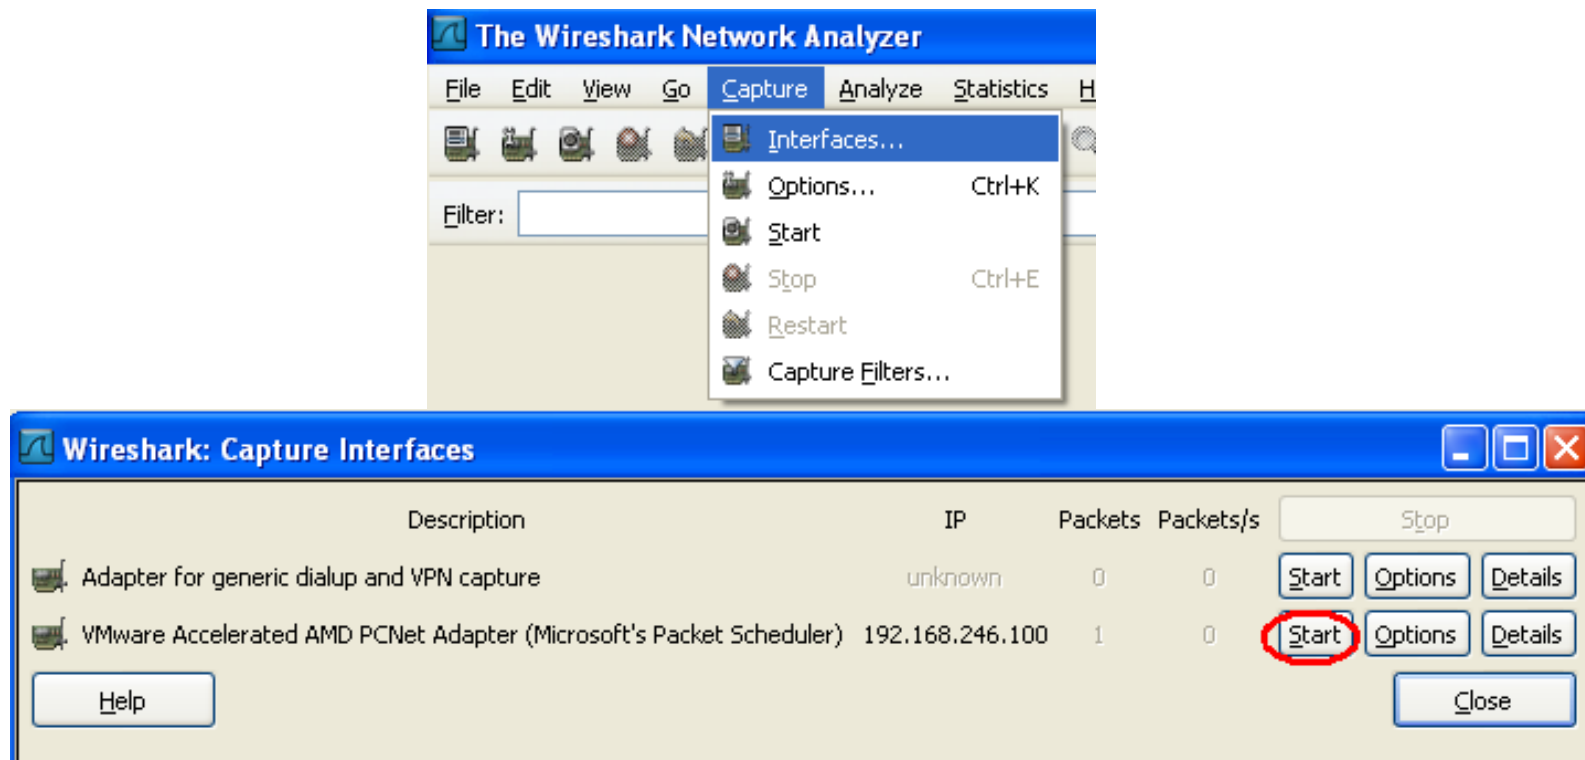 The Wireshark Network Analyzer
File Edit View Go Capture Analyze Statistics H
Interfaces...
Options... Ctrl+K
Filter:
Start
Stop Ctrl+E
Restart
Capture Filters...
Wireshark: Capture Interfaces
Description IP Packets Packets/s Stop
Adapter for generic dialup and VPN capture unknown 0 0 Start Options Details
VMware Accelerated AMD PCNet Adapter (Microsoft's Packet Scheduler) 192.168.246.100 1 0 Start Options Details
Help Close